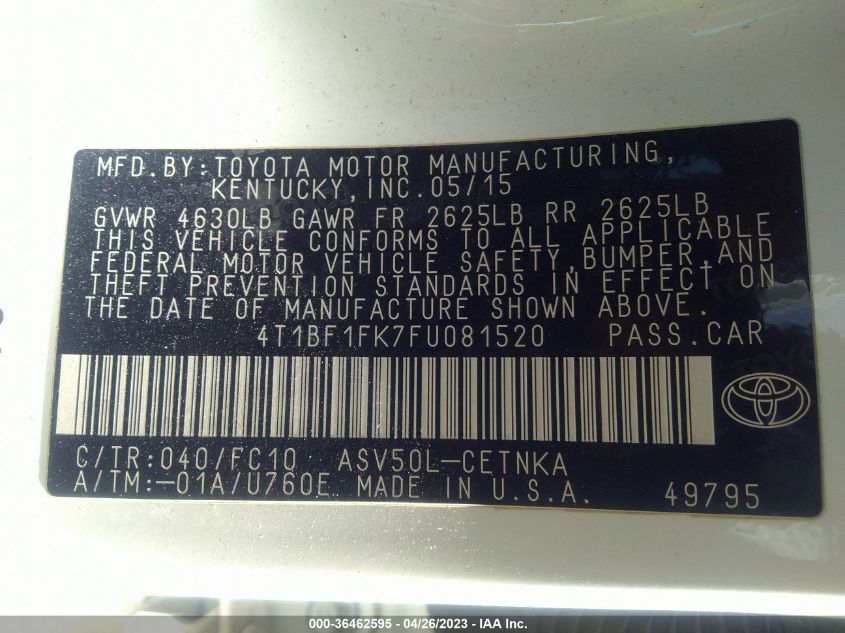 MFD.BY:TOYOTA MOTOR MANUFACTURING,
KENTUCKY,INC.05/15
GVWR 4630LB GAWR FR 2625LB RR 2625LB
THIS VEHICLE CONFORMS TO ALL APPLICABLE
FEDERAL MOTOR VEHICLE SAFETY,BUMPER,AND
THEFT PREVENTION STANDARDS IN EFFECT ON
THE DATE OF MANUFACTURE SHOWN ABOVE.
4T1BF1FK7FU081520 PASS.CAR
C/TR:040/FC10 ASV50L-CETNKA
A/TM:-01A/U760E MADE IN U.S.A. 49795
000-36462595 - 04/26/2023 - IAA Inc.